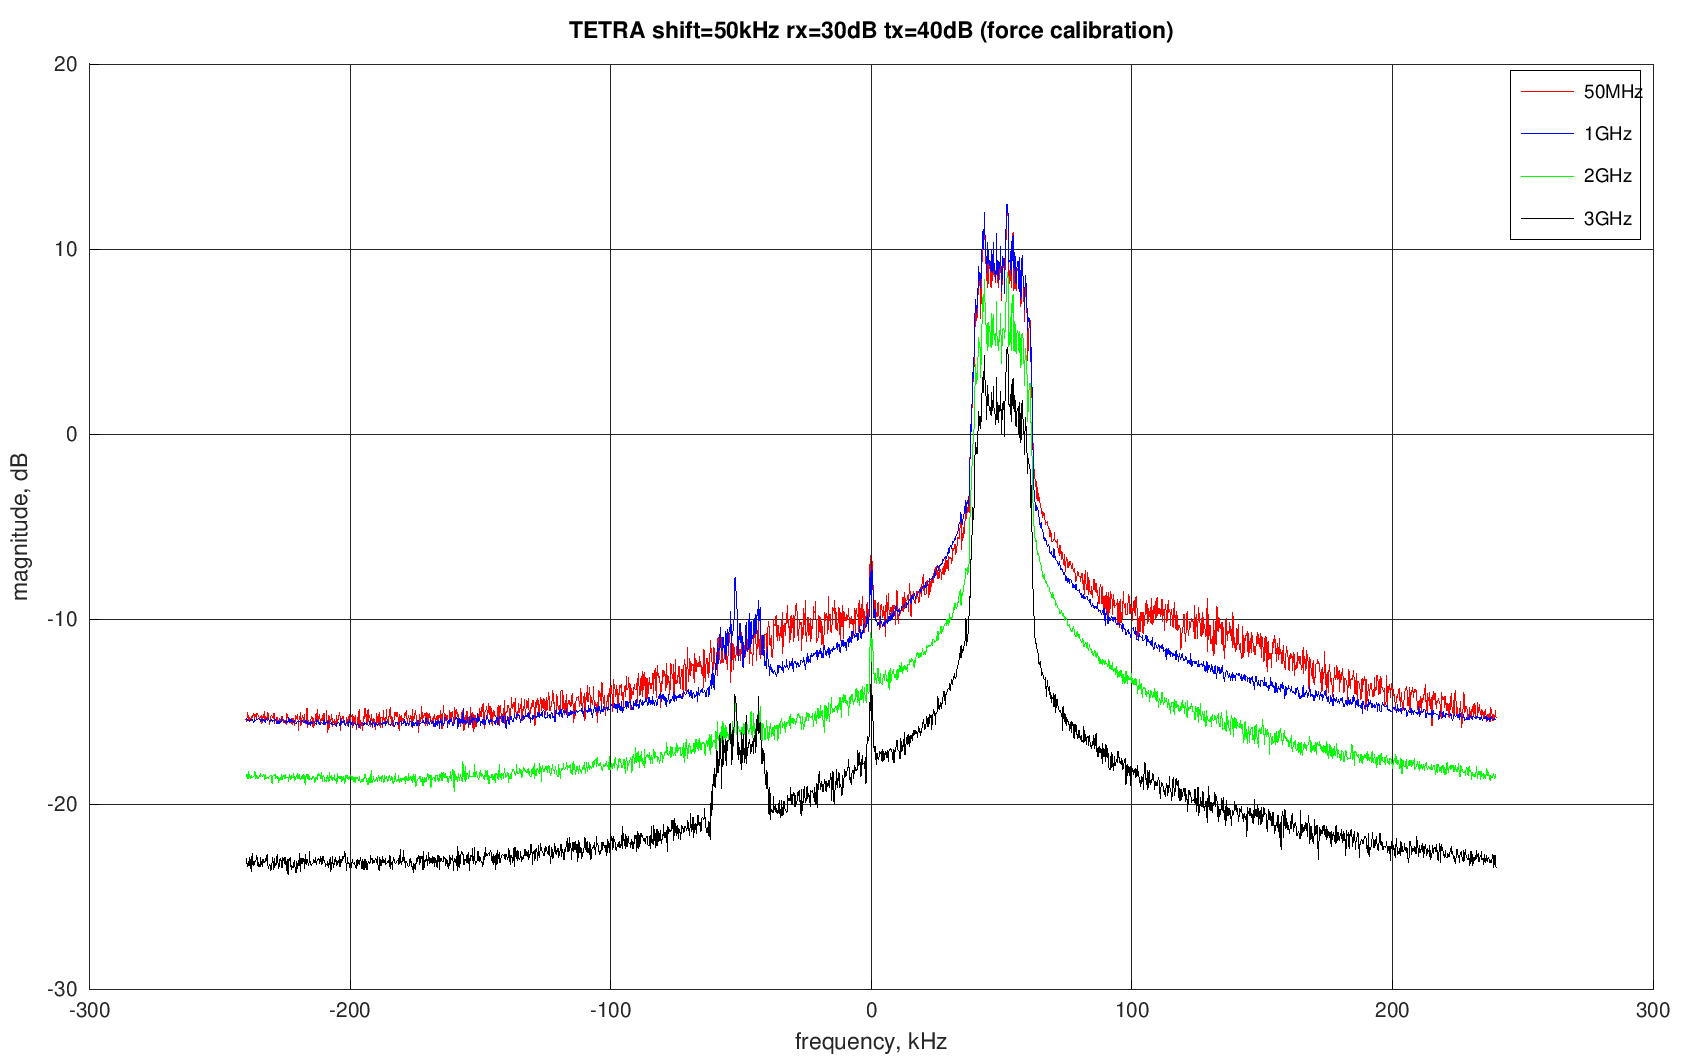 TETRA shift=50kHz rx=30dB tx=40dB (force calibration)
20
10
0
-10
-20
-30
magnitude, dB
-300
-200
-100
0
100
200
300
frequency, kHz
50MHz
1GHz
2GHz
3GHz